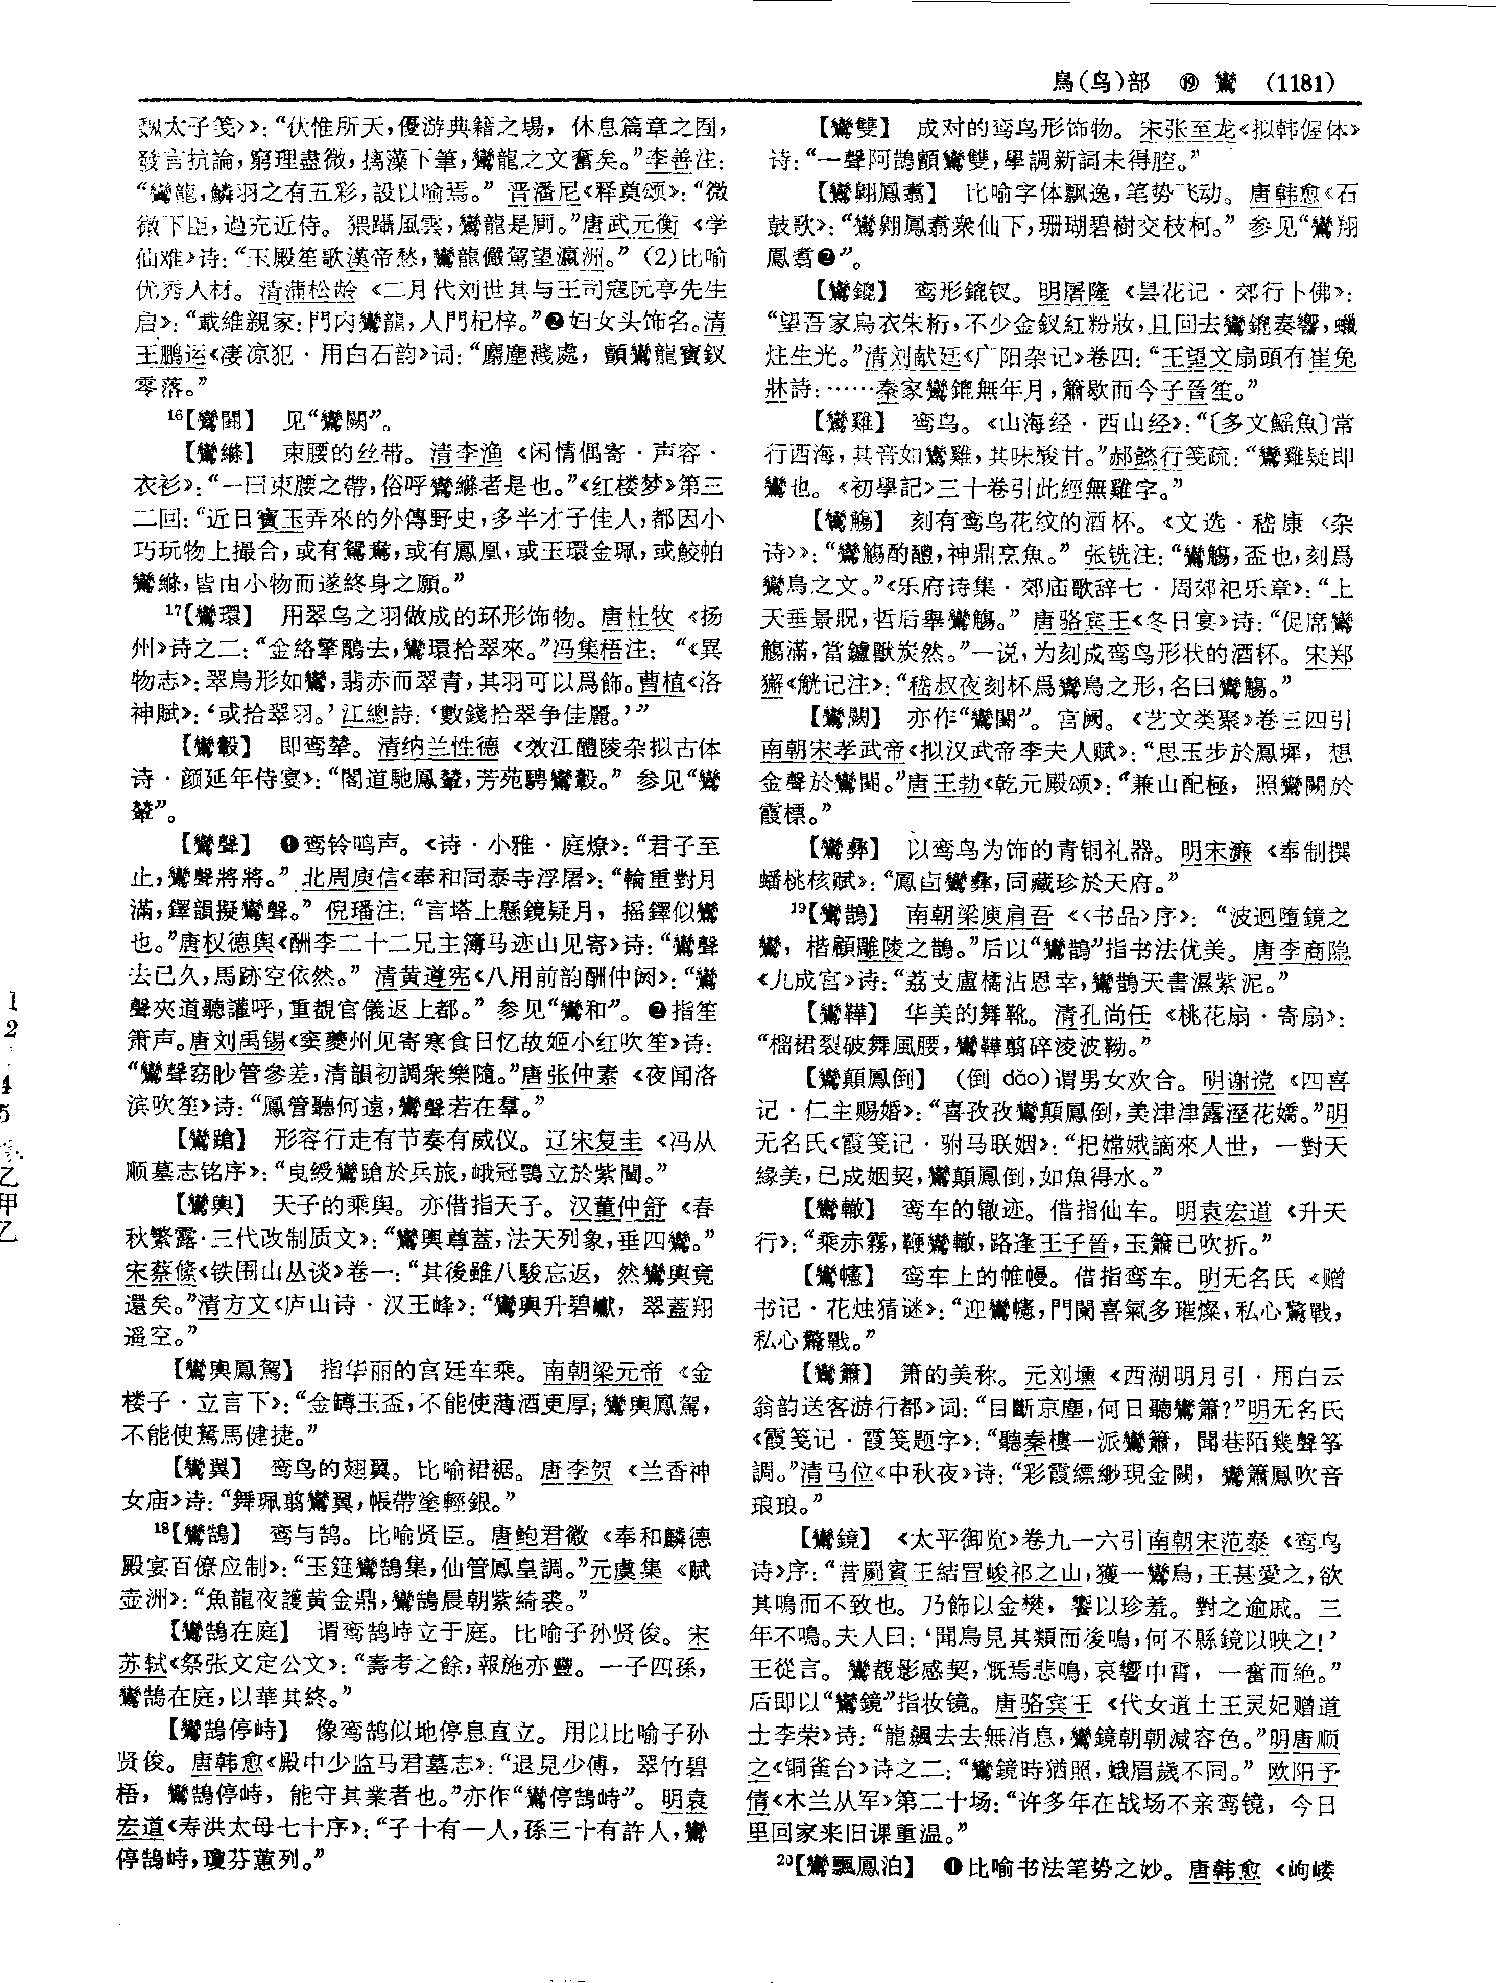 鳥(鸟)部　⑲　鸞　(1181)
魏太子笺》》：“伏惟所天，優游典籍之場，休息篇章之囿，
發言抗論，窮理盡微，摛藻下筆，鸞龍之文奮矣。”李善注：
“鸞龍，鱗羽之有五彩，設以喻焉。”晋潘尼《释奠颂》：“微
微下臣，過充近侍。猥躡風雲，鸞龍是厠。”唐武元衡《学
仙难》诗：“玉殿笙歌漢帝愁，鸞龍儼駕望瀛洲。”(2)比喻
优秀人材。清蒲松龄《二月代刘世其与王司寇阮亭先生
启》：“戴維親家：門内鸞龍，人門杞梓。”❷妇女头饰名。清
王鹏运《凄凉犯·用白石韵》词：“麝塵殘處，顫鸞龍寶釵
零落。”
¹⁶【鸞閣】　见“鸞闕”。
【鸞縧】　束腰的丝带。清李渔《闲情偶寄·声容·
衣衫》：“一曰束腰之帶，俗呼鸞縧者是也。”《红楼梦》第三
二回：“近日寶玉弄來的外傳野史，多半才子佳人，都因小
巧玩物上撮合，或有鴛鴦，或有鳳凰，或玉環金珮，或鮫帕
鸞縧，皆由小物而遂終身之願。”
¹⁷【鸞環】　用翠鸟之羽做成的环形饰物。唐杜牧《扬
州》诗之二：“金絡擎鵰去，鸞環拾翠來。”冯集梧注：“《異
物志》：翠鳥形如鸞，翡赤而翠青，其羽可以爲飾。曹植《洛
神賦》：‘或拾翠羽。’江總詩：‘數錢拾翠争佳麗。’”
【鸞轂】　即鸾辇。清纳兰性德《效江醴陵杂拟古体
诗·颜延年侍宴》：“閣道馳鳳輦，芳苑騁鸞轂。”参见“鸞
輦”。
【鸞聲】　❶鸾铃鸣声。《诗·小雅·庭燎》：“君子至
止，鸞聲將將。”北周庾信《奉和同泰寺浮屠》：“輪重對月
滿，鐸韻擬鸞聲。”倪璠注：“言塔上懸鏡疑月，摇鐸似鸞
也。”唐权德舆《酬李二十二兄主簿马迹山见寄》诗：“鸞聲
去已久，馬跡空依然。”清黄遵宪《八用前韵酬仲阏》：“鸞
聲夾道聽讙呼，重覩官儀返上都。”参见“鸞和”。❷指笙
箫声。唐刘禹锡《窦夔州见寄寒食日忆故姬小红吹笙》诗：
“鸞聲窈眇管參差，清韻初調衆樂隨。”唐张仲素《夜闻洛
滨吹笙》诗：“鳳管聽何遠，鸞聲若在羣。”
【鸞蹌】　形容行走有节奏有威仪。辽宋复圭《冯从
顺墓志铭序》：“曳綬鸞蹌於兵旅，峨冠鶚立於紫闥。”
【鸞輿】　天子的乘舆。亦借指天子。汉董仲舒《春
秋繁露·三代改制质文》：“鸞輿尊蓋，法天列象，垂四鸞。”
宋蔡絛《铁围山丛谈》卷一：“其後雖八駿忘返，然鸞輿竟
還矣。”清方文《庐山诗·汉王峰》：“鸞輿升碧巘，翠蓋翔
遥空。”
【鸞輿鳳駕】　指华丽的宫廷车乘。南朝梁元帝《金
楼子·立言下》：“金罇玉盃，不能使薄酒更厚；鸞輿鳳駕，
不能使駑馬健捷。”
【鸞翼】　鸾鸟的翅翼。比喻裙裾。唐李贺《兰香神
女庙》诗：“舞珮翦鸞翼，帳帶塗輕銀。”
¹⁸【鸞鵠】　鸾与鹄。比喻贤臣。唐鲍君徽《奉和麟德
殿宴百僚应制》：“玉筵鸞鵠集，仙管鳳皇調。”元虞集《赋
壶洲》：“魚龍夜護黄金鼎，鸞鵠晨朝紫綺裘。”
【鸞鵠在庭】　谓鸾鹄峙立于庭。比喻子孙贤俊。宋
苏轼《祭张文定公文》：“壽考之餘，報施亦豐。一子四孫，
鸞鵠在庭，以華其終。”
【鸞鵠停峙】　像鸾鹄似地停息直立。用以比喻子孙
贤俊。唐韩愈《殿中少监马君墓志》：“退見少傅，翠竹碧
梧，鸞鵠停峙，能守其業者也。”亦作“鸞停鵠峙”。明袁
宏道《寿洪太母七十序》：“子十有一人，孫三十有許人，鸞
停鵠峙，瓊芬蕙列。”
【鸞雙】　成对的鸾鸟形饰物。宋张至龙《拟韩偓体》
诗：“一聲阿鵲顫鸞雙，學調新詞未得腔。”
【鸞翱鳳翥】　比喻字体飘逸，笔势飞动。唐韩愈《石
鼓歌》：“鸞翱鳳翥衆仙下，珊瑚碧樹交枝柯。”参见“鸞翔
鳳翥❷”。
【鸞鎞】　鸾形鎞钗。明屠隆《昙花记·郊行卜佛》：
“望吾家烏衣朱桁，不少金釵紅粉妝，且回去鸞鎞奏響，蠟
炷生光。”清刘献廷《广阳杂记》卷四：“王望文扇頭有崔兔
牀詩：……秦家鸞鎞無年月，簫歇而今子晉笙。”
【鸞雞】　鸾鸟。《山海经·西山经》：“〔多文鰩魚〕常
行西海，其音如鸞雞，其味酸甘。”郝懿行笺疏：“鸞雞疑即
鸞也。《初學記》三十卷引此經無雞字。”
【鸞觴】　刻有鸾鸟花纹的酒杯。《文选·嵇康〈杂
诗〉》：“鸞觴酌醴，神鼎烹魚。”张铣注：“鸞觴，盃也，刻爲
鸞鳥之文。”《乐府诗集·郊庙歌辞七·周郊祀乐章》：“上
天垂景貺，哲后舉鸞觴。”唐骆宾王《冬日宴》诗：“促席鸞
觴滿，當鑪獸炭然。”一说，为刻成鸾鸟形状的酒杯。宋郑
獬《觥记注》：“嵇叔夜刻杯爲鸞鳥之形，名曰鸞觴。”
【鸞闕】　亦作“鸞闈”。宫阙。《艺文类聚》卷三四引
南朝宋孝武帝《拟汉武帝李夫人赋》：“思玉步於鳳墀，想
金聲於鸞闈。”唐王勃《乾元殿颂》：“兼山配極，照鸞闕於
霞標。”
【鸞彝】　以鸾鸟为饰的青铜礼器。明宋濂《奉制撰
蟠桃核赋》：“鳳卣鸞彝，同藏珍於天府。”
¹⁹【鸞鵲】　南朝梁庾肩吾《〈书品〉序》：“波迴墮鏡之
鸞，楷顧雕陵之鵲。”后以“鸞鵲”指书法优美。唐李商隐
《九成宫》诗：“荔支盧橘沾恩幸，鸞鵲天書濕紫泥。”
【鸞鞾】　华美的舞靴。清孔尚任《桃花扇·寄扇》：
“榴裙裂破舞風腰，鸞鞾翦碎凌波靿。”
【鸞顛鳳倒】　(倒 dǎo)谓男女欢合。明谢谠《四喜
记·仁主赐婚》：“喜孜孜鸞顛鳳倒，美津津露溼花嬌。”明
无名氏《霞笺记·驸马联姻》：“把嫦娥謫來人世，一對天
緣美，已成姻契，鸞顛鳳倒，如魚得水。”
【鸞轍】　鸾车的辙迹。借指仙车。明袁宏道《升天
行》：“乘赤霧，鞭鸞轍，路逢王子晉，玉簫已吹折。”
【鸞幰】　鸾车上的帷幔。借指鸾车。明无名氏《赠
书记·花烛猜谜》：“迎鸞幰，門闌喜氣多璀燦，私心驚戰，
私心驚戰。”
【鸞簫】　箫的美称。元刘壎《西湖明月引·用白云
翁韵送客游行都》词：“目斷京塵，何日聽鸞簫？”明无名氏
《霞笺记·霞笺题字》：“聽秦樓一派鸞簫，閙巷陌幾聲筝
調。”清马位《中秋夜》诗：“彩霞縹緲現金闕，鸞簫鳳吹音
琅琅。”
【鸞鏡】　《太平御览》卷九一六引南朝宋范泰《鸾鸟
诗》序：“昔罽賓王結罝峻祁之山，獲一鸞鳥，王甚愛之，欲
其鳴而不致也。乃飾以金樊，饗以珍羞。對之逾戚。三
年不鳴。夫人曰：‘聞鳥見其類而後鳴，何不縣鏡以映之！’
王從言。鸞覩影感契，慨焉悲鳴，哀響中霄，一奮而絶。”
后即以“鸞鏡”指妆镜。唐骆宾王《代女道士王灵妃赠道
士李荣》诗：“龍飆去去無消息，鸞鏡朝朝減容色。”明唐顺
之《铜雀台》诗之二：“鸞鏡時猶照，蛾眉歲不同。”欧阳予
倩《木兰从军》第二十场：“许多年在战场不亲鸾镜，今日
里回家来旧课重温。”
²⁰【鸞飄鳳泊】　❶比喻书法笔势之妙。唐韩愈《岣嵝